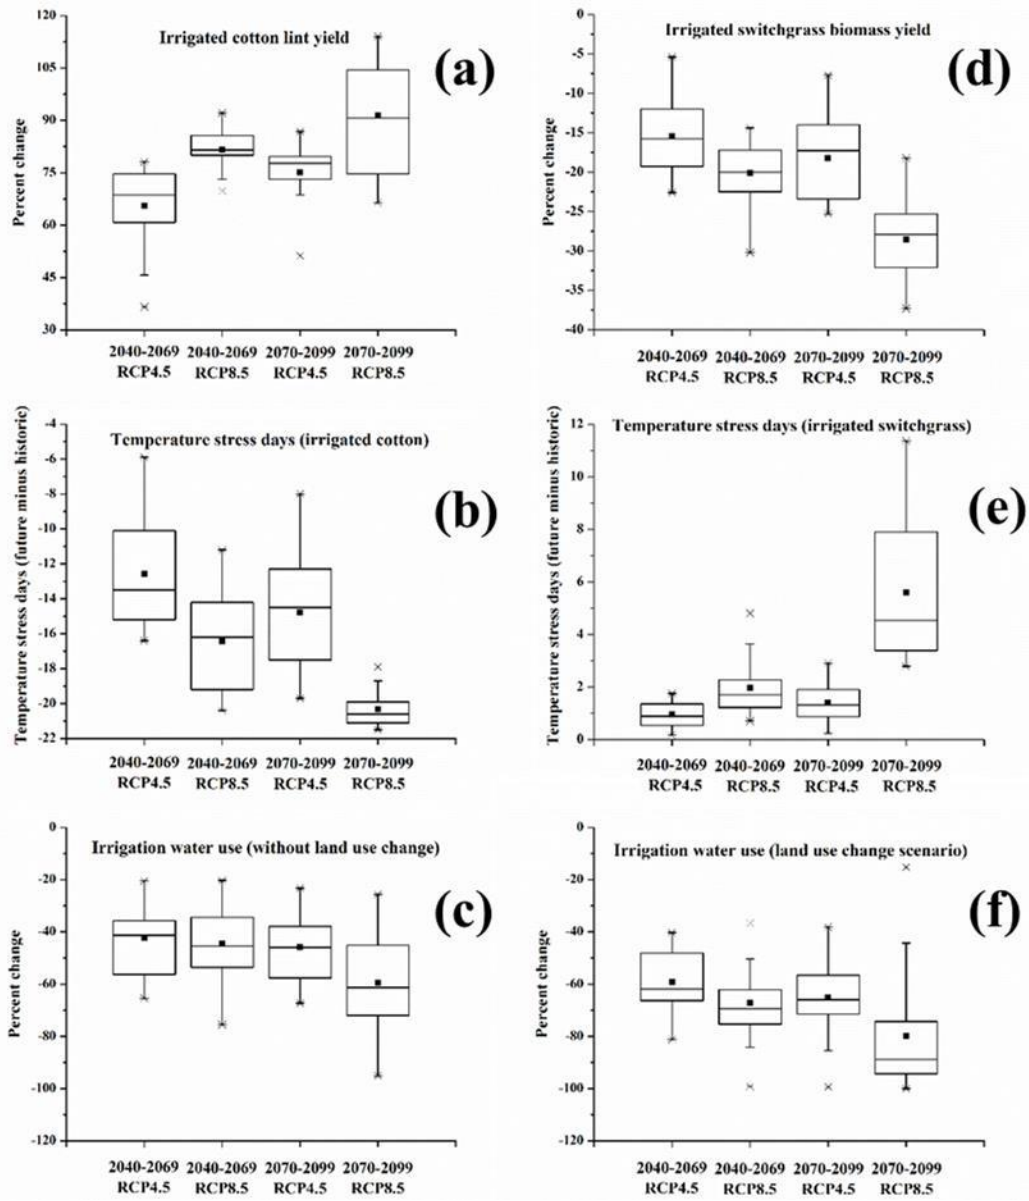 Irrigated cotton lint yield
(a)
Percent change
120
105
90
75
60
45
30
2040-2069 2040-2069 2070-2099 2070-2099
RCP4.5 RCP8.5 RCP4.5 RCP8.5
Irrigated switchgrass biomass yield
(d)
Percent change
0
-5
-10
-15
-20
-25
-30
-35
-40
2040-2069 2040-2069 2070-2099 2070-2099
RCP4.5 RCP8.5 RCP4.5 RCP8.5
Temperature stress days (irrigated cotton)
(b)
Temperature stress days (future minus historic)
-4
-6
-8
-10
-12
-14
-16
-18
-20
-22
2040-2069 2040-2069 2070-2099 2070-2099
RCP4.5 RCP8.5 RCP4.5 RCP8.5
Temperature stress days (irrigated switchgrass)
(e)
Temperature stress days (future minus historic)
12
10
8
6
4
2
0
2040-2069 2040-2069 2070-2099 2070-2099
RCP4.5 RCP8.5 RCP4.5 RCP8.5
Irrigation water use (without land use change)
(c)
Percent change
0
-20
-40
-60
-80
-100
-120
2040-2069 2040-2069 2070-2099 2070-2099
RCP4.5 RCP8.5 RCP4.5 RCP8.5
Irrigation water use (land use change scenario)
(f)
Percent change
0
-20
-40
-60
-80
-100
-120
2040-2069 2040-2069 2070-2099 2070-2099
RCP4.5 RCP8.5 RCP4.5 RCP8.5